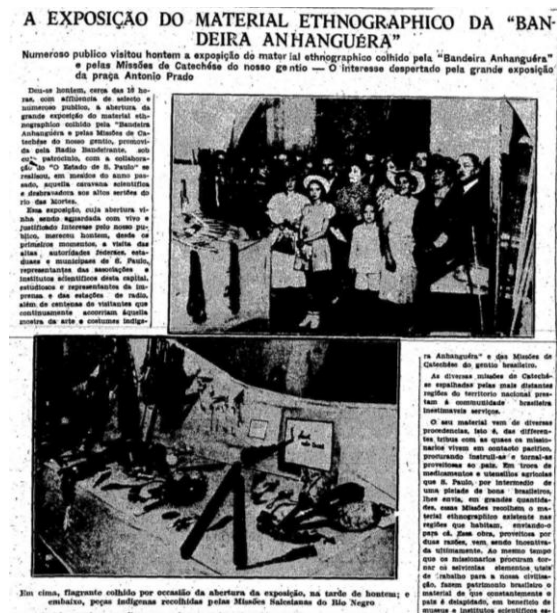 A EXPOSIÇÃO DO MATERIAL ETHNOGRAPHICO DA "BAN-
DEIRA ANHANGUÉRA"
Numeroso publico visitou hontem a exposição do material ethnographico colhido pela "Bandeira Anhanguéra"
e pelas Missões de Catechése do nosso gentio — O interesse despertado pela grande exposição
da praça Antonio Prado
Deu-se hontem, cerca das 16 ho-
ras, com affluencia de selecto e
numeroso publico, a abertura da
grande exposição do material eth-
nographico colhido pela "Bandeira
Anhanguéra e pelas Missões de Ca-
techése do nosso gentio, promovi-
da pela Radio Bandeirante, sob
cujo patrocinio, com a collabora-
ção do "O Estado de S. Paulo" se
realisou, em meiados do anno pas-
sado, aquella caravana scientifica
e desbravadora aos altos sertões do
rio das Mortes.
Essa exposição, cuja abertura vi-
nha sendo aguardada com vivo e
justificado interesse pelo nosso pu-
blico, mereceu hontem, desde os
primeiros momentos, a visita das
altas autoridades federaes, esta-
duaes e municipaes de S. Paulo,
representantes das associações e
institutos scientificos desta capital,
estudiosos e representantes da im-
prensa e das estações de radio,
além de centenas de visitantes que
continuamente accorriam áquella
mostra da arte e costumes indige-
ra Anhanguéra" e das Missões de
Catechése do gentio brasileiro.
As diversas missões de Cateché-
se espalhadas pelas mais distantes
regiões do territorio nacional pres-
tam á communidade brasileira
inestimaveis serviços.
O seu material vem de diversas
procedencias, isto é, das differen-
tes tribus com as quaes os missio-
narios vivem em contacto pacifico,
procurando instruil-as e tornal-as
proveitosas ao paiz. Em troca de
medicamentos e utensilios agricolas
que S. Paulo, por intermedio de
uma pleiade de bons brasileiros,
lhes envia, em grandes quantida-
des, essas Missões recolhem o ma-
terial ethnographico existente nas
regiões que habitam, enviando-o
para cá. Essa obra, proveitosa por
duas razões, vem sendo incentiva-
da ultimamente. Ao mesmo tempo
que os missionarios procuram tor-
nar os selvicolas elementos uteis
de trabalho para a nossa civilisa-
ção, fazem patrimonio brasileiro o
material de que constantemente o
paiz é desfalcado, em beneficio de
museus e institutos scientificos de
Em cima, flagrante colhido por occasião da abertura da exposição, na tarde de hontem; e
embaixo, peças indigenas recolhidas pelas Missões Salesianas do Rio Negro